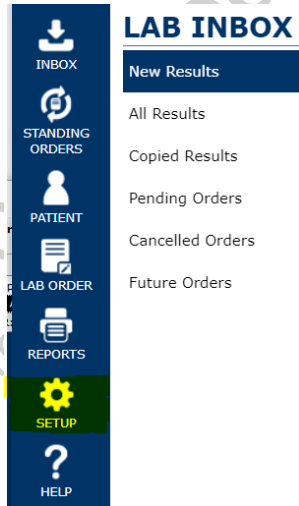 INBOX
STANDING
ORDERS
PATIENT
LAB ORDER
REPORTS
SETUP
HELP
LAB INBOX
New Results
All Results
Copied Results
Pending Orders
Cancelled Orders
Future Orders